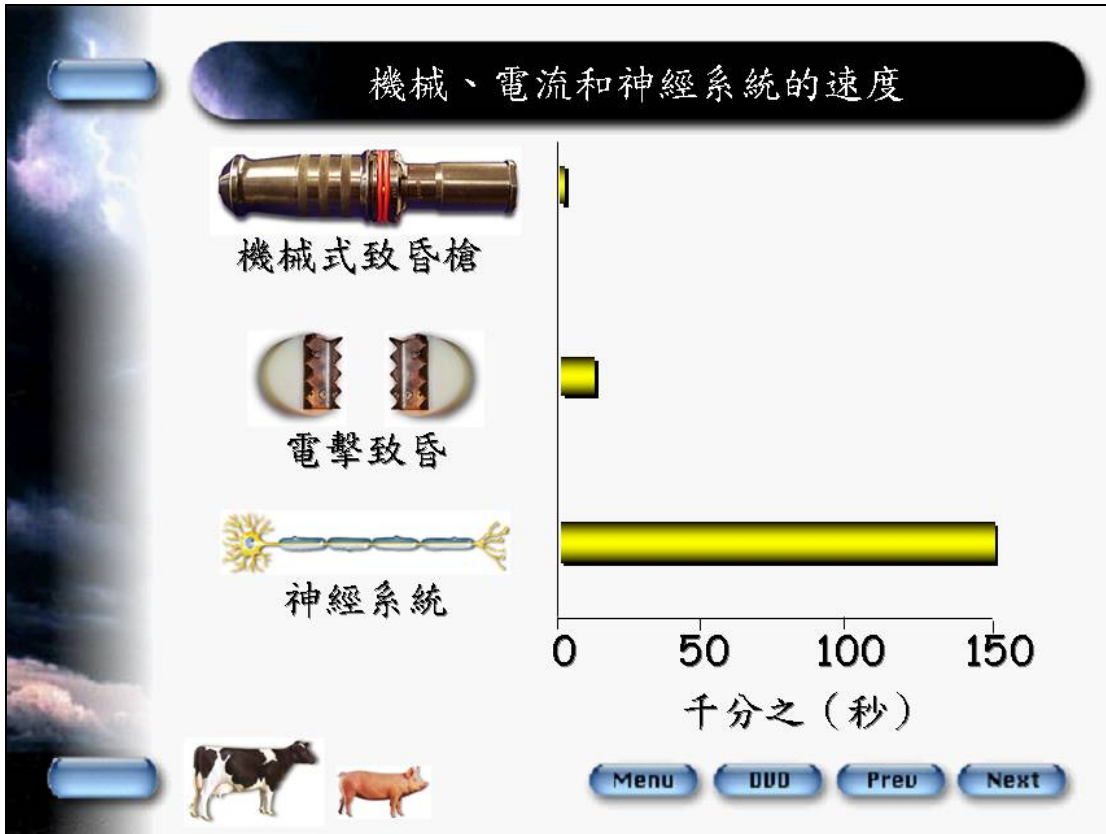 機械、電流和神經系統的速度
機械式致昏槍
電擊致昏
神經系統
0 50 100 150
千分之（秒）
Menu DVD Prev Next